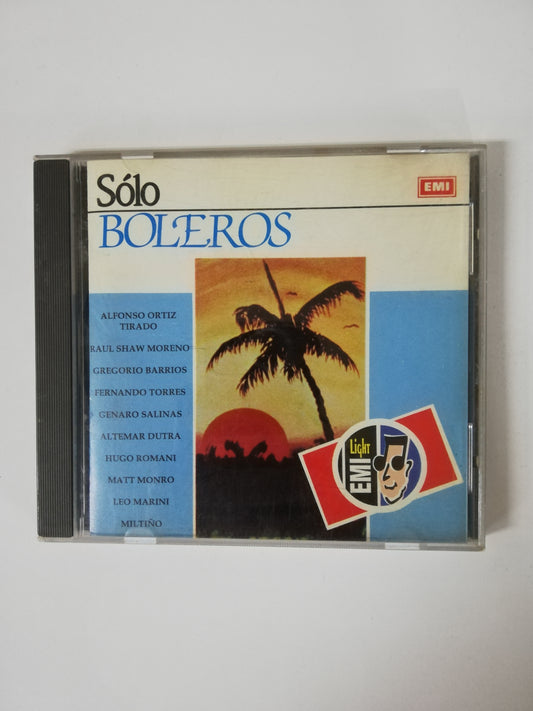 Sólo
EMI
BOLEROS
ALFONSO ORTIZ
TIRADO
RAUL SHAW MORENO
GREGORIO BARRIOS
FERNANDO TORRES
GENARO SALINAS
ALTEMAR DUTRA
HUGO ROMANI
MATT MONRO
LEO MARINI
MILTIÑO
LIGHT
EMI